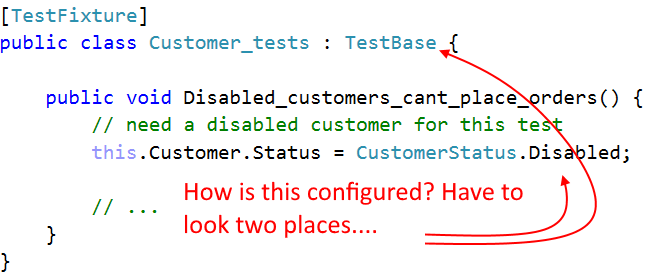 [TestFixture]
public class Customer_tests : TestBase {
public void Disabled_customers_cant_place_orders() {
// need a disabled customer for this test
this.Customer.Status = CustomerStatus.Disabled;
How is this configured? Have to
// ...
look two places....
}
}